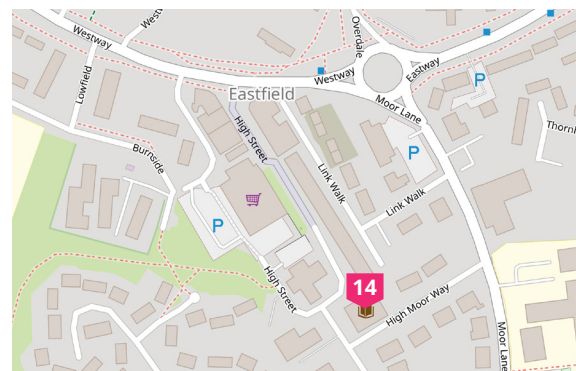 Westw
Overdale
Westway
Westway
Eastway
P
Lowfield
Eastfield
Moor Lane
High Street
P
Thornh
Burnside
Link Walk
Link Walk
P
14
High Street
High Moor Way
Moor Lane